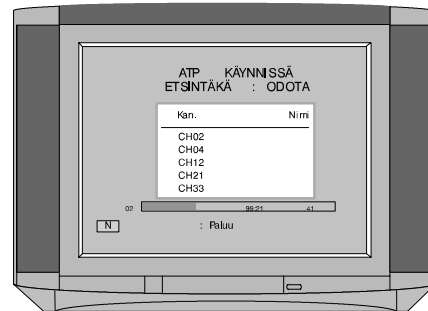 ATP KÄYNNISSÄ
ETSINTÄKÄ : ODOTA
Kan. Nimi
CH02
CH04
CH12
CH21
CH33
02 99:21 41
N : Paluu